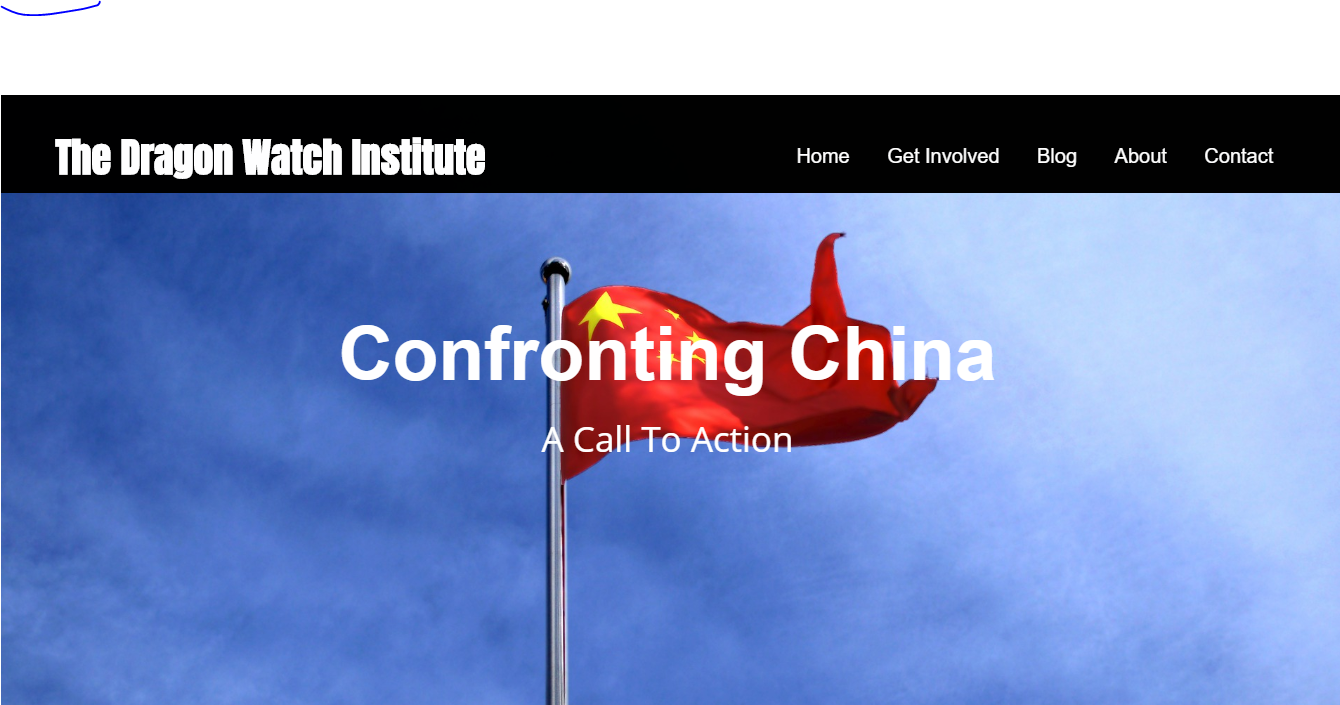 The Dragon Watch Institute
Home Get Involved Blog About Contact
Confronting China
A Call To Action